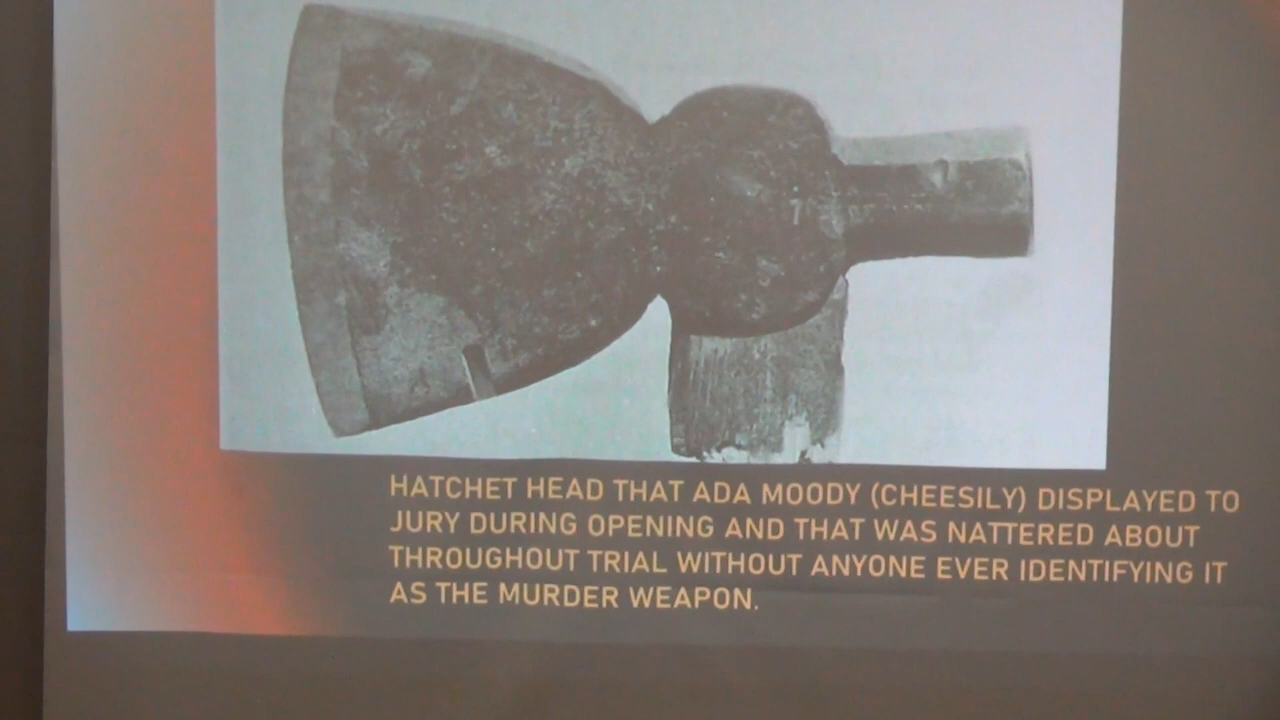 HATCHET HEAD THAT ADA MOODY (CHEESILY) DISPLAYED TO
JURY DURING OPENING AND THAT WAS NATTERED ABOUT
THROUGHOUT TRIAL WITHOUT ANYONE EVER IDENTIFYING IT
AS THE MURDER WEAPON.